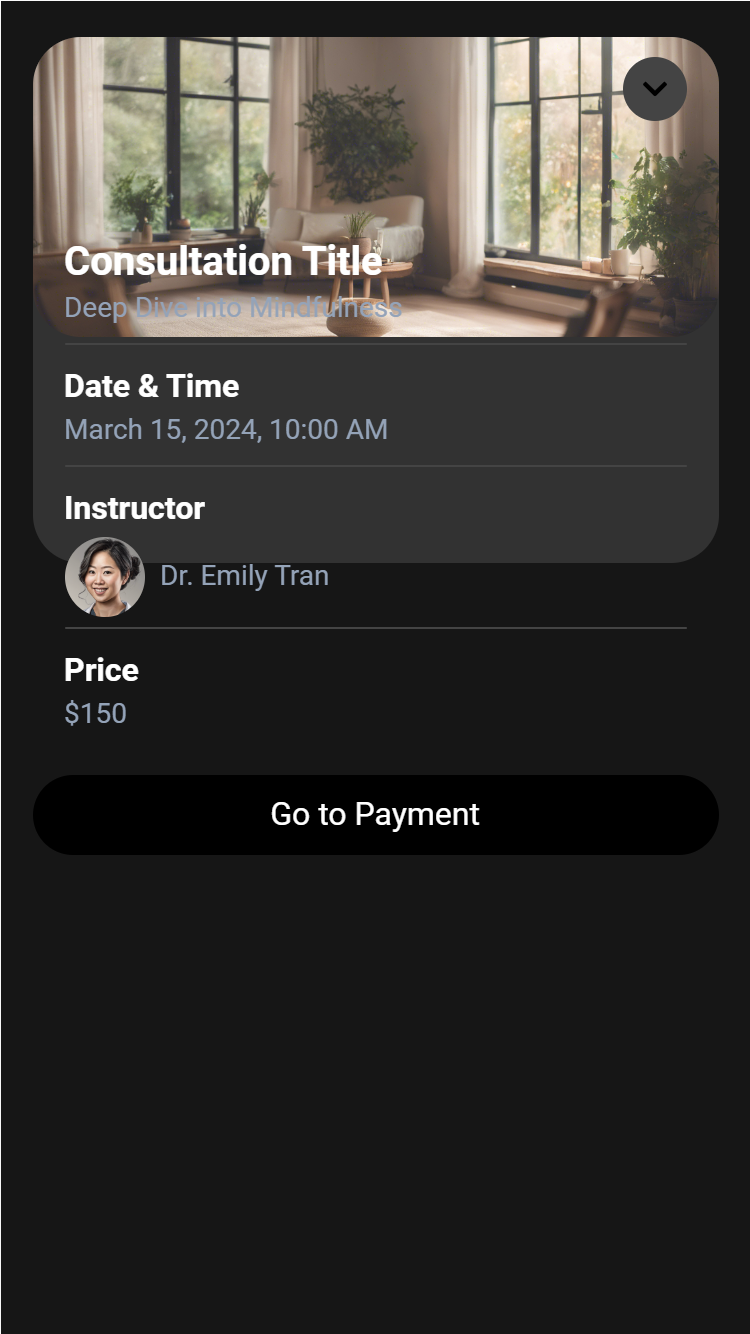 Consultation Title
Deep Dive into Mindfulness
Date & Time
March 15, 2024, 10:00 AM
Instructor
Dr. Emily Tran
Price
$150
Go to Payment